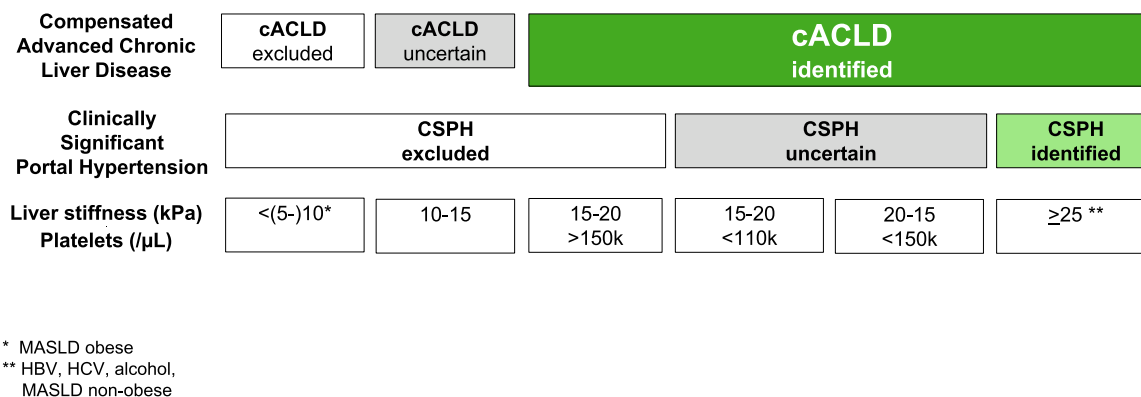 Compensated
Advanced Chronic
Liver Disease
cACLD
excluded
cACLD
uncertain
cACLD
identified
Clinically
Significant
Portal Hypertension
CSPH
excluded
CSPH
uncertain
CSPH
identified
Liver stiffness (kPa)
Platelets (/µL)
<(5-)10*
10-15
15-20
>150k
15-20
<110k
20-15
<150k
≥25 **
* MASLD obese
** HBV, HCV, alcohol,
MASLD non-obese